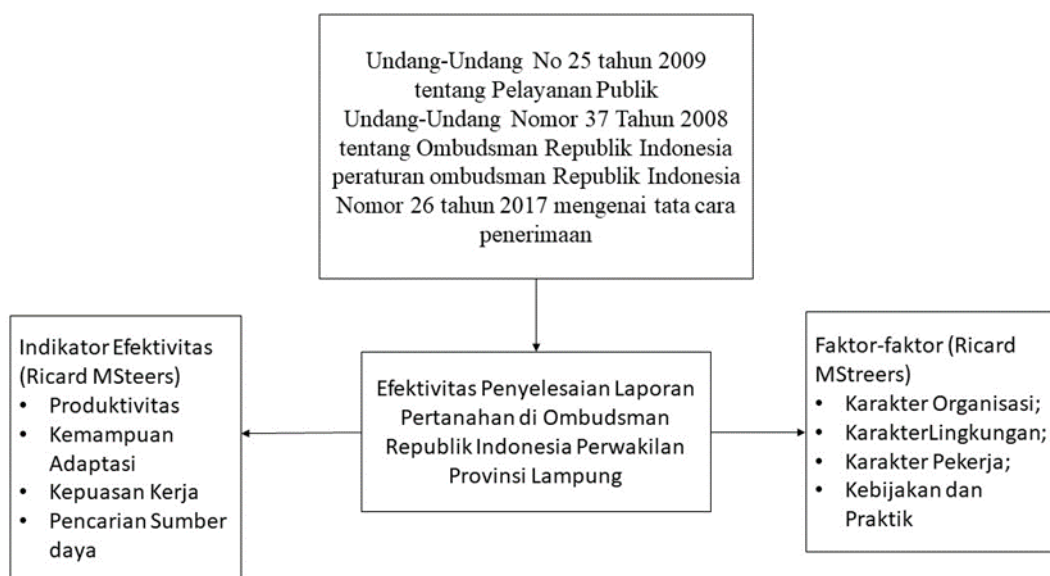 Undang-Undang No 25 tahun 2009
tentang Pelayanan Publik
Undang-Undang Nomor 37 Tahun 2008
tentang Ombudsman Republik Indonesia
peraturan ombudsman Republik Indonesia
Nomor 26 tahun 2017 mengenai tata cara
penerimaan
Indikator Efektivitas
(Ricard MSteers)
• Produktivitas
• Kemampuan
Adaptasi
• Kepuasan Kerja
• Pencarian Sumber
daya
Efektivitas Penyelesaian Laporan
Pertanahan di Ombudsman
Republik Indonesia Perwakilan
Provinsi Lampung
Faktor-faktor (Ricard
MStreers)
• Karakter Organisasi;
• KarakterLingkungan;
• Karakter Pekerja;
• Kebijakan dan
Praktik